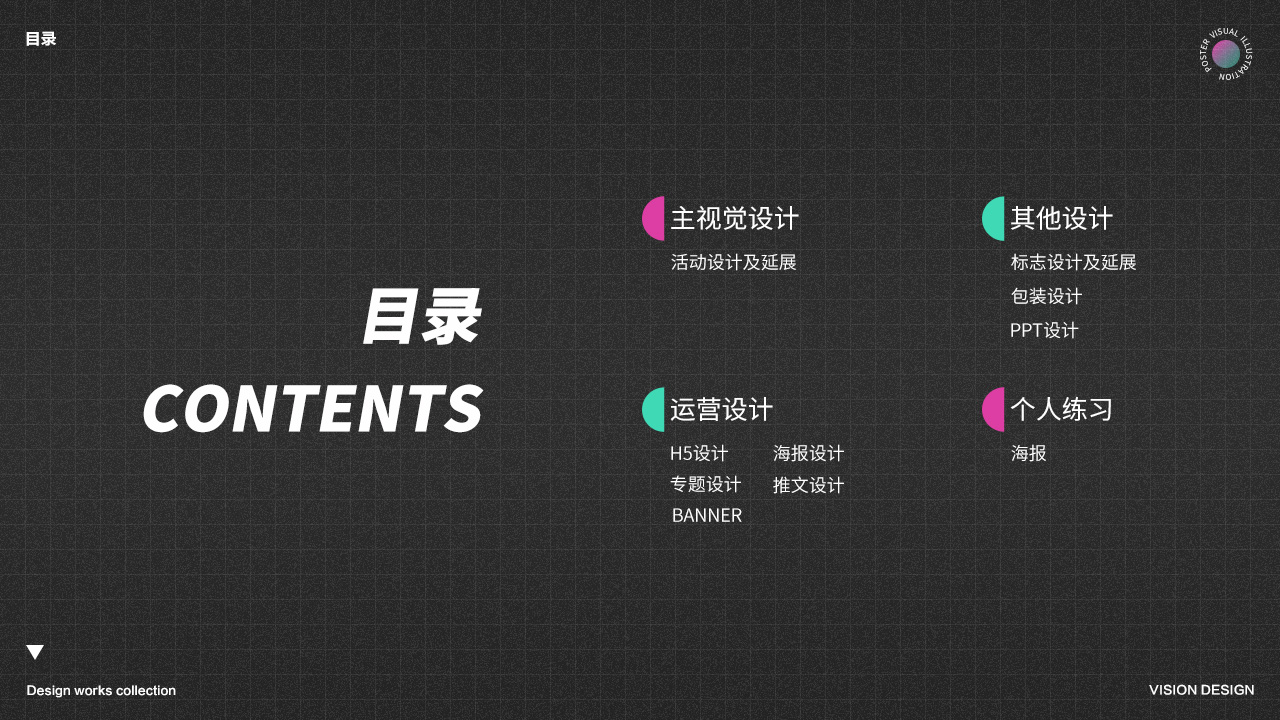 目录
POSTER VISUAL ILLUSTRATION
目录
CONTENTS
主视觉设计
活动设计及延展
其他设计
标志设计及延展
包装设计
PPT设计
运营设计
H5设计
海报设计
专题设计
推文设计
BANNER
个人练习
海报
Design works collection
VISION DESIGN